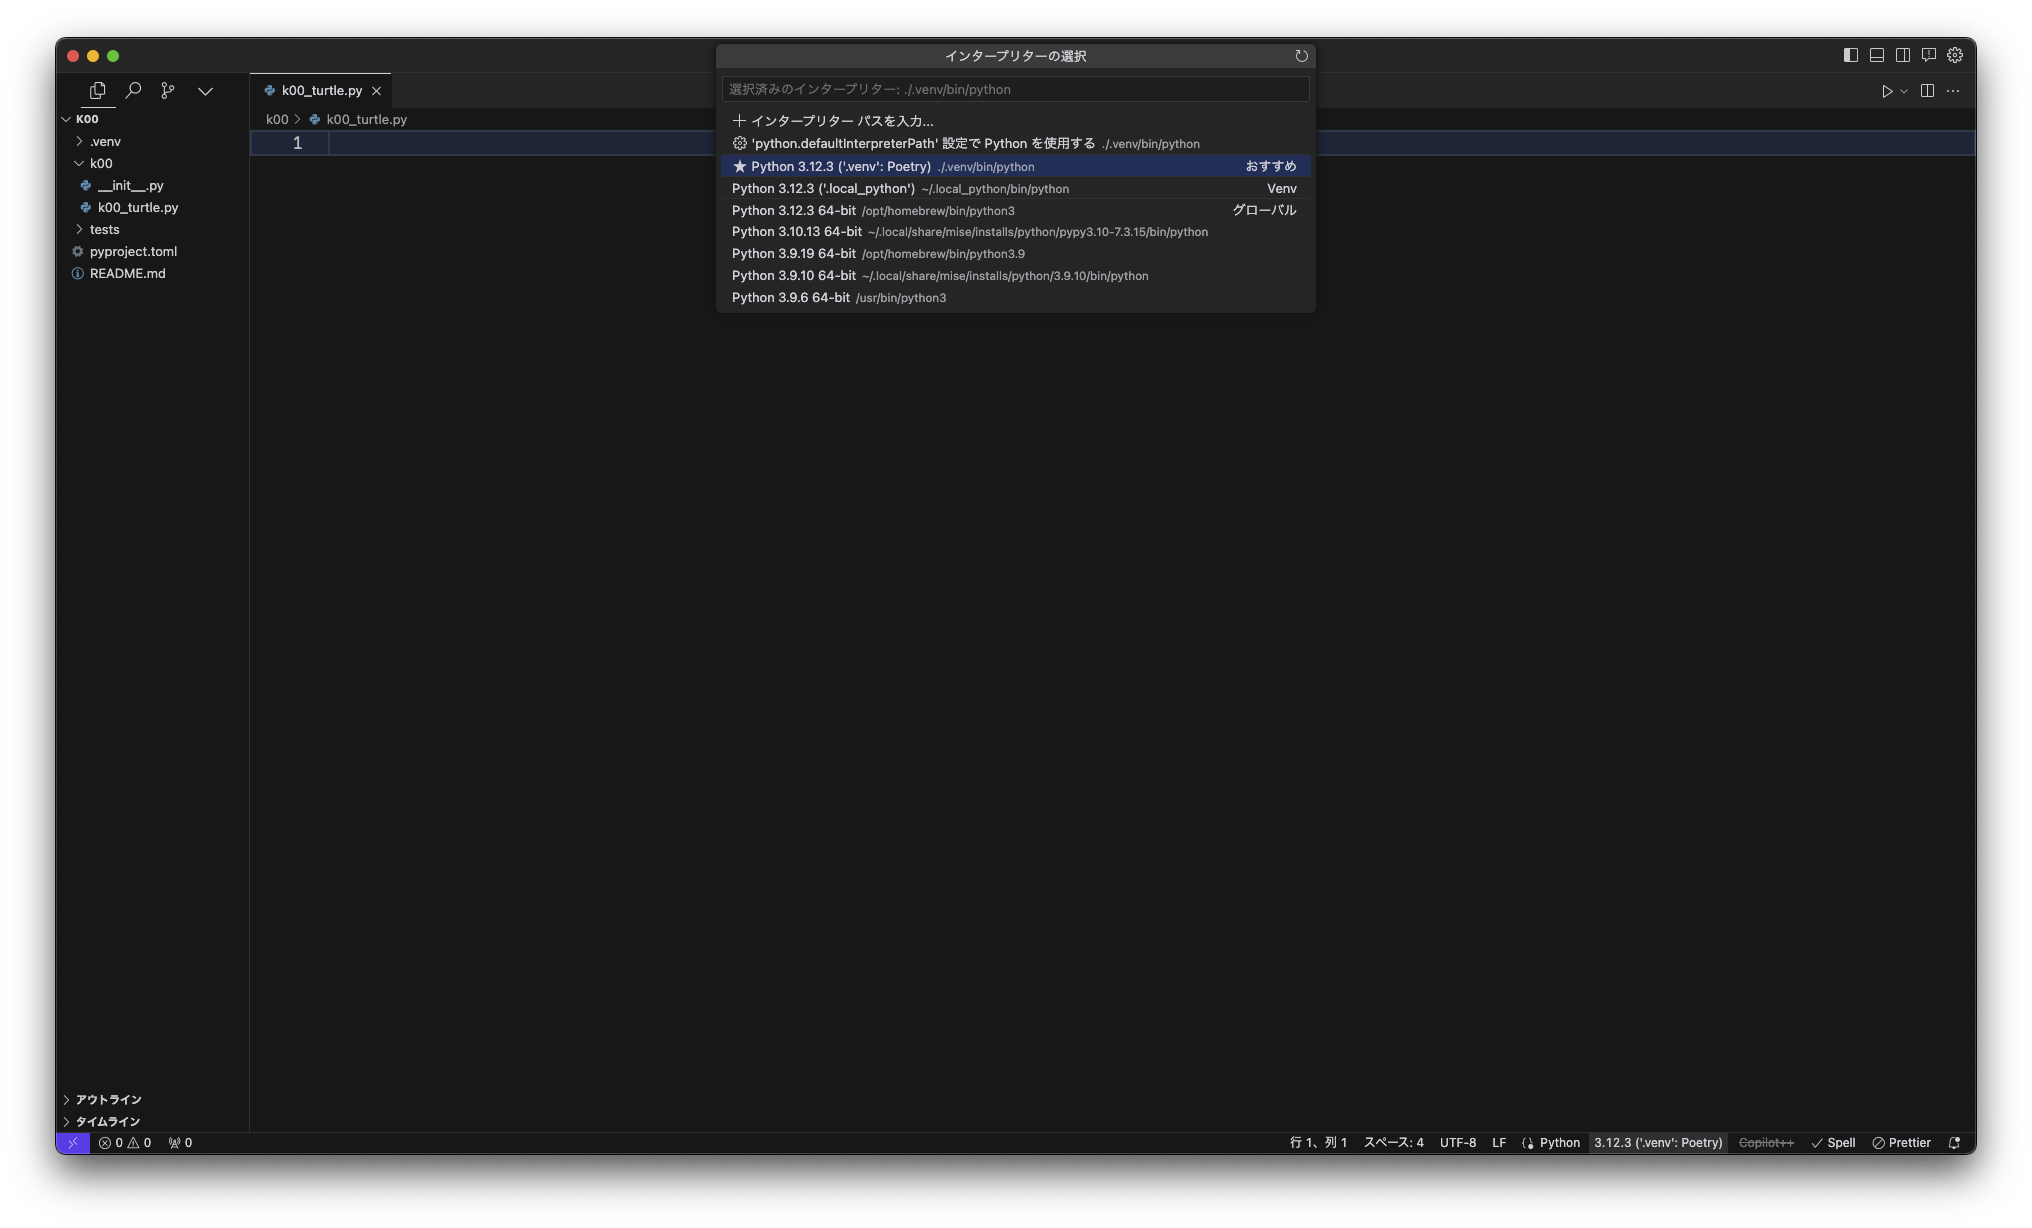 インタープリターの選択
選択済みのインタープリター: ./.venv/bin/python
インタープリター パスを入力...
'python.defaultInterpreterPath' 設定で Python を使用する ./.venv/bin/python
Python 3.12.3 ('.venv': Poetry) ./.venv/bin/python おすすめ
Python 3.12.3 ('.local_python') ~/.local_python/bin/python Venv
Python 3.12.3 64-bit /opt/homebrew/bin/python3 グローバル
Python 3.10.13 64-bit ~/.local/share/mise/installs/python/pypy3.10-7.3.15/bin/python
Python 3.9.19 64-bit /opt/homebrew/bin/python3.9
Python 3.9.10 64-bit ~/.local/share/mise/installs/python/3.9.10/bin/python
Python 3.9.6 64-bit /usr/bin/python3
K00
.venv
k00
__init__.py
k00_turtle.py
tests
pyproject.toml
README.md
k00_turtle.py
k00 > k00_turtle.py
1
アウトライン
タイムライン
0 0 0
行 1、列 1 スペース: 4 UTF-8 LF Python 3.12.3 ('.venv': Poetry) Copilot++ Spell Prettier